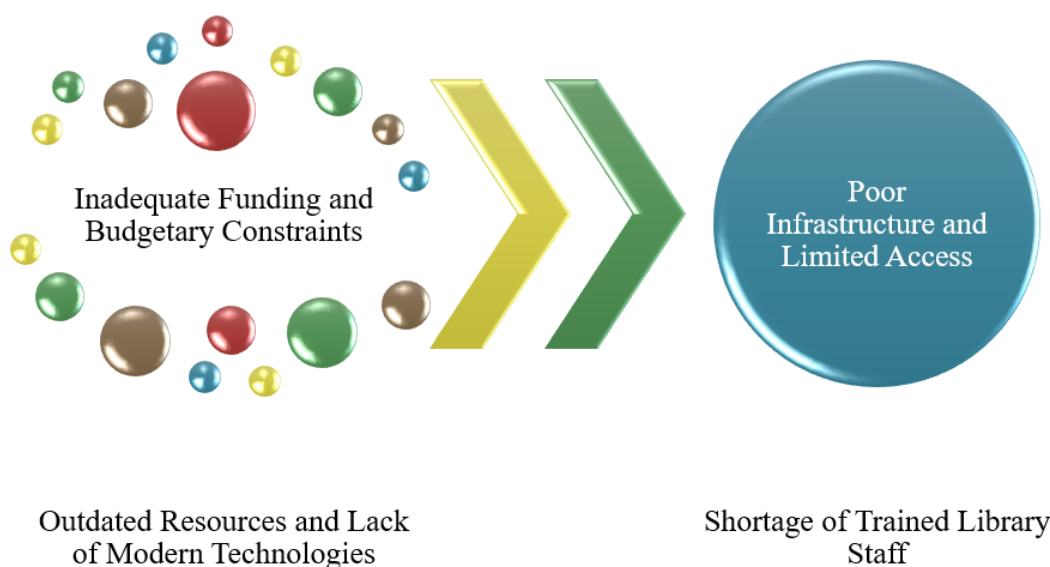 Inadequate Funding and
Budgetary Constraints
Poor
Infrastructure and
Limited Access
Outdated Resources and Lack
of Modern Technologies
Shortage of Trained Library
Staff